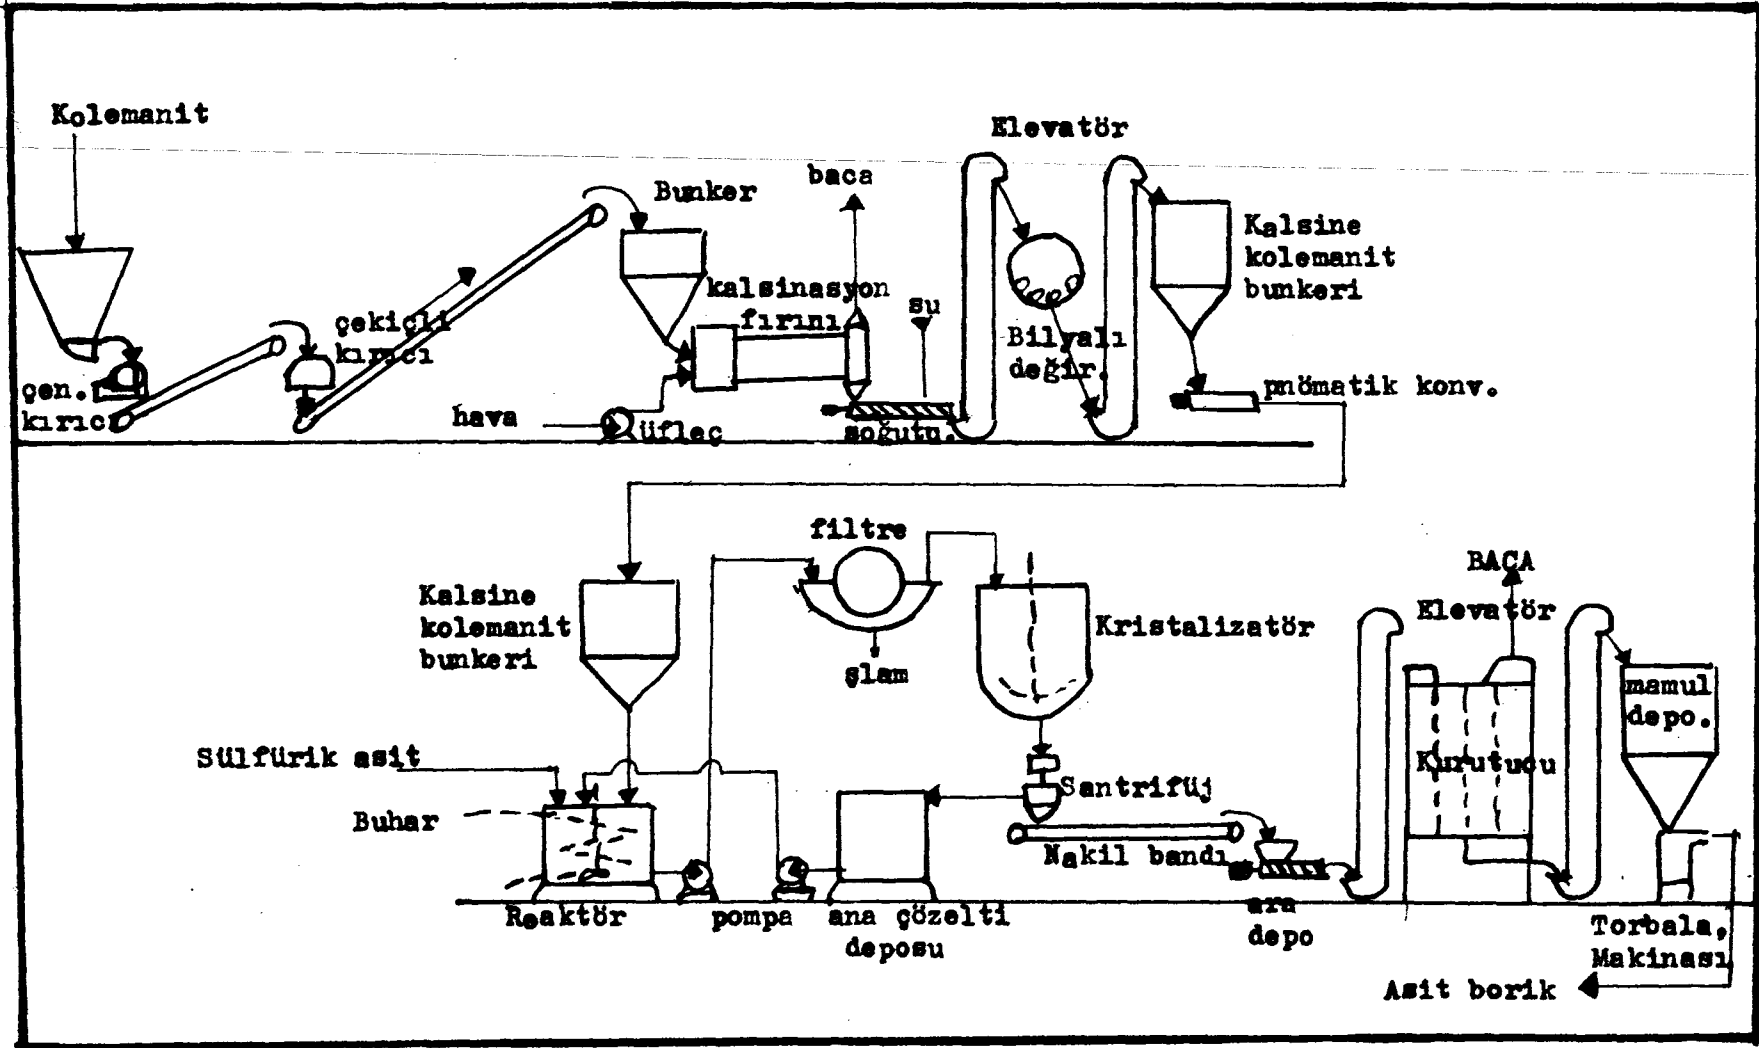 Kolemanit
Elevatör
baca
Bunker
Kalsine
kolemanit
bunkeri
kalsinasyon
fırını
su
çekiçli
kırıcı
Bilyalı
değir.
çen.
kırıcı
pnömatik konv.
hava
üfleç
soğutu.
filtre
BACA
Kalsine
kolemanit
bunkeri
Elevatör
Kristalizatör
şlam
mamul
depo.
Sülfürik asit
Kurutucu
Santrifüj
Buhar
Nakil bandı
Reaktör
pompa
ana çözelti
deposu
ara
depo
Torbala,
Makinası
Asit borik